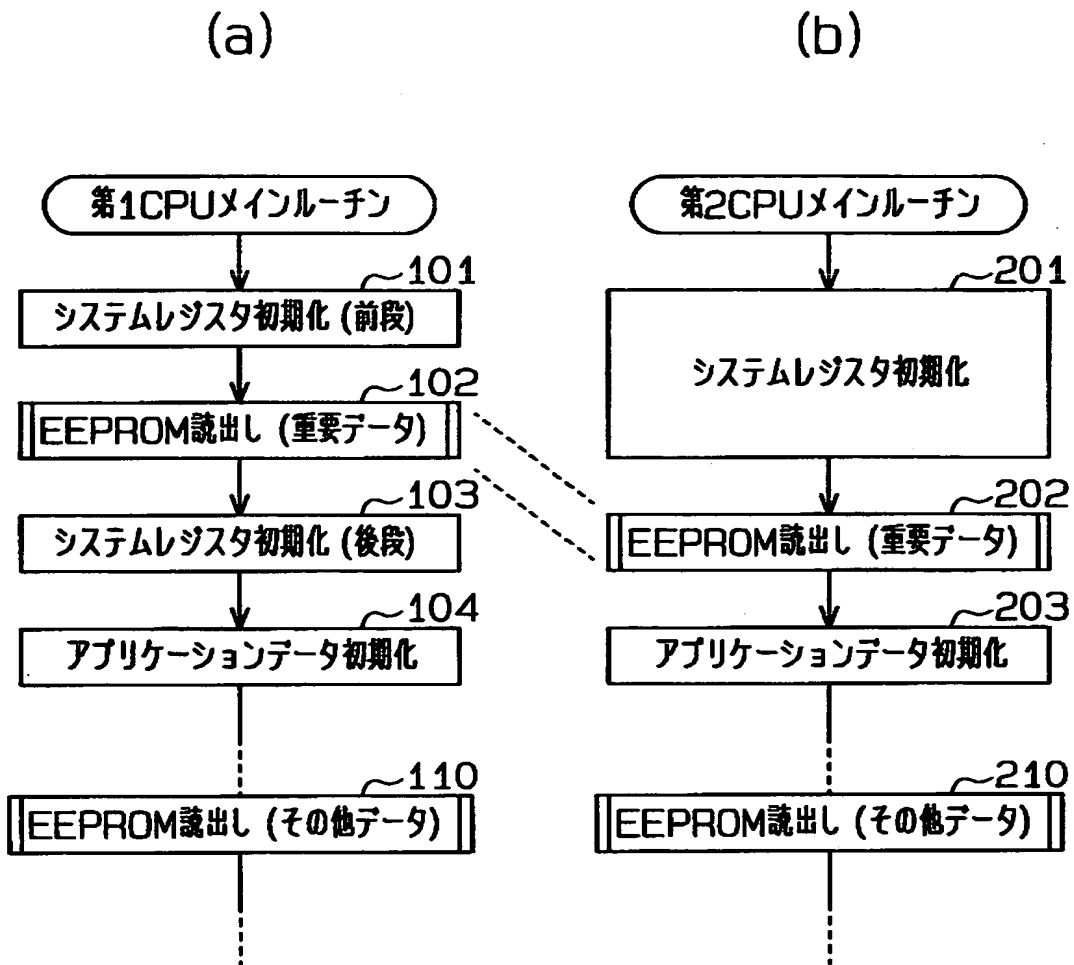 (a)
第1CPUメインルーチン
101
システムレジスタ初期化 (前段)
102
EEPROM読出し (重要データ)
103
システムレジスタ初期化 (後段)
104
アプリケーションデータ初期化
110
EEPROM読出し (その他データ)
(b)
第2CPUメインルーチン
201
システムレジスタ初期化
202
EEPROM読出し (重要データ)
203
アプリケーションデータ初期化
210
EEPROM読出し (その他データ)